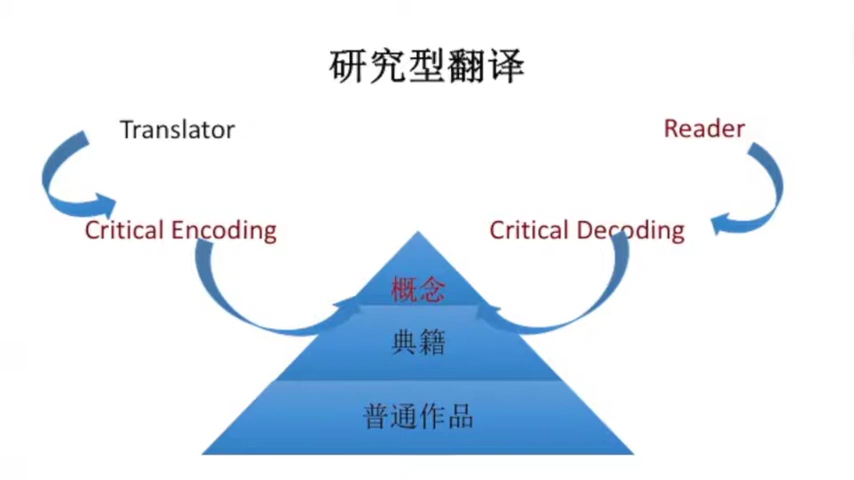 研究型翻译
Translator
Reader
Critical Encoding
Critical Decoding
概念
典籍
普通作品